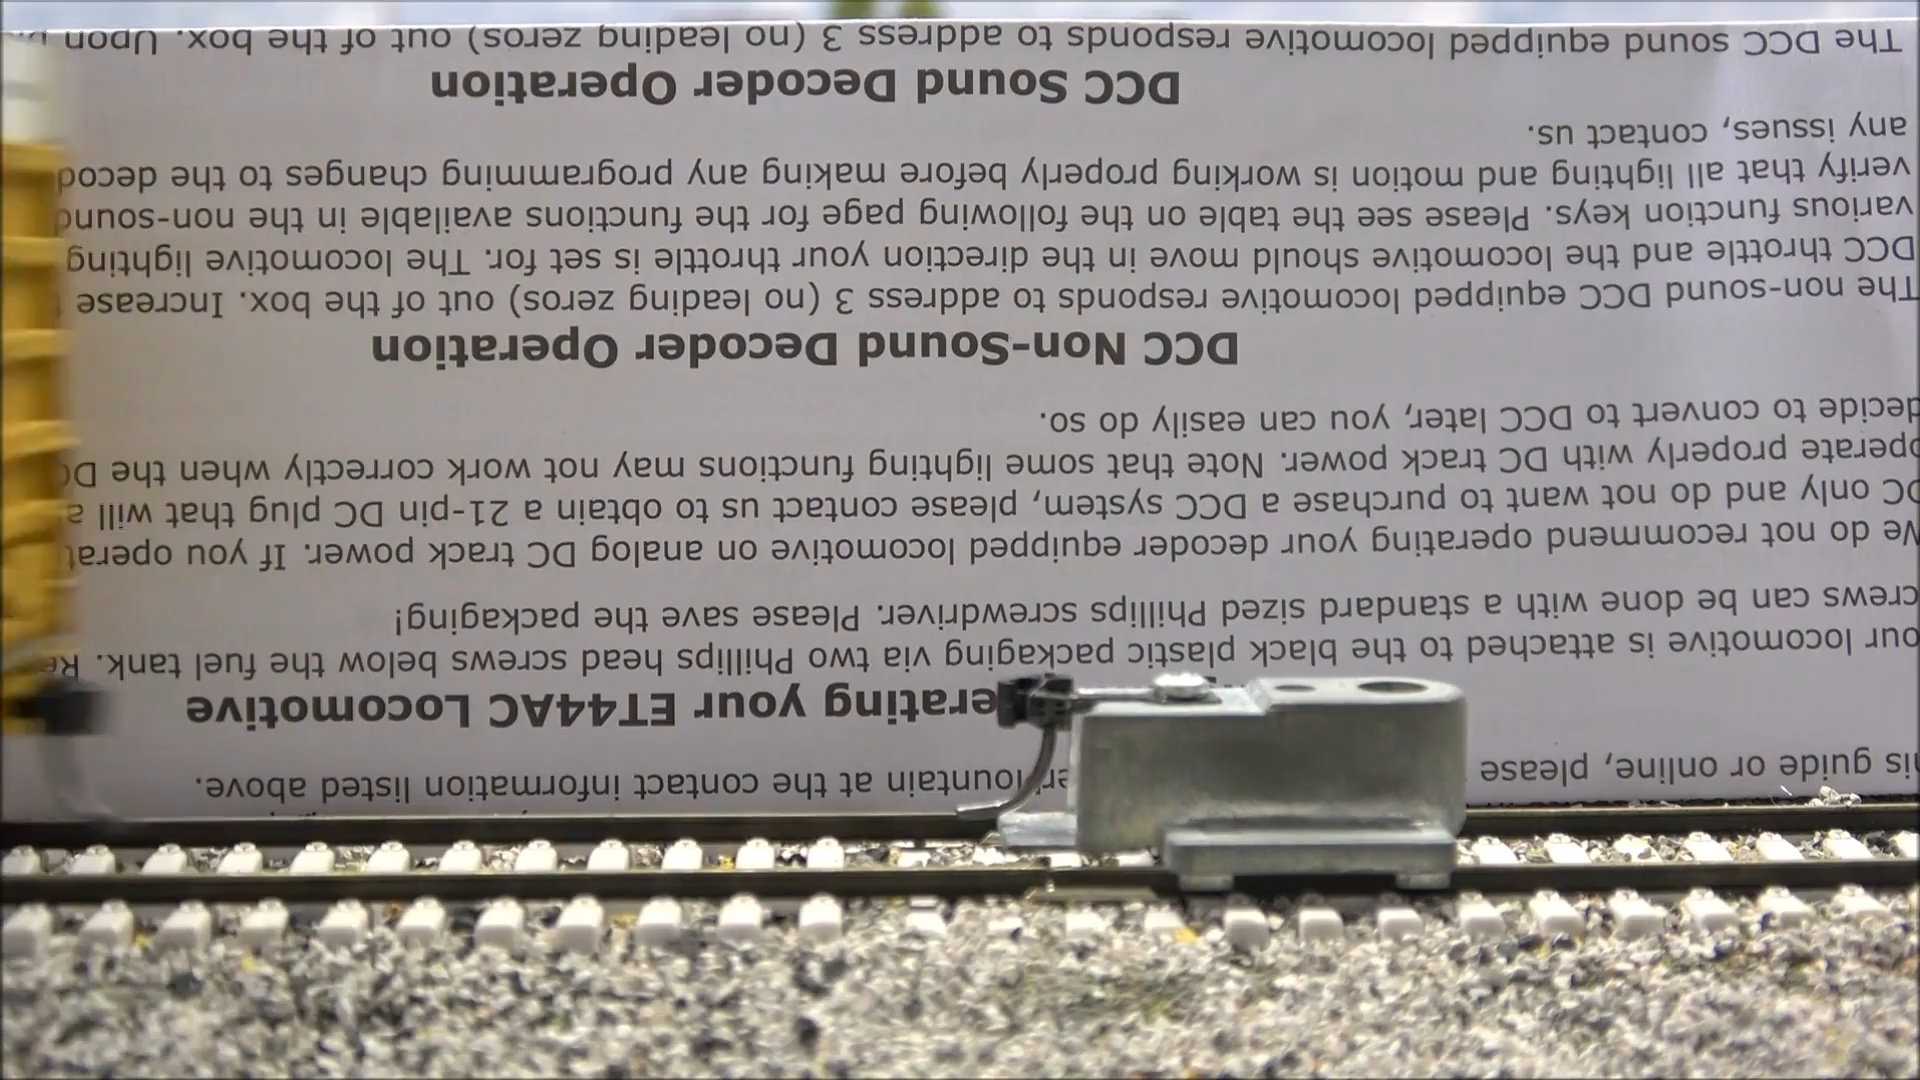 his guide or online, please ountain at the contact information listed above.
erating your ET44AC Locomotive
our locomotive is attached to the black plastic packaging via two Phillips head screws below the fuel tank. Re
crews can be done with a standard sized Phillips screwdriver. Please save the packaging!
We do not recommend operating your decoder equipped locomotive on analog DC track power. If you operat
DC only and do not want to purchase a DCC system, please contact us to obtain a 21-pin DC plug that will a
operate properly with DC track power. Note that some lighting functions may not work correctly when the DC
decide to convert to DCC later, you can easily do so.
DCC Non-Sound Decoder Operation
The non-sound DCC equipped locomotive responds to address 3 (no leading zeros) out of the box. Increase
DCC throttle and the locomotive should move in the direction your throttle is set for. The locomotive lighting
various function keys. Please see the table on the following page for the functions available in the non-sound
verify that all lighting and motion is working properly before making any programming changes to the decod
any issues, contact us.
DCC Sound Decoder Operation
The DCC sound equipped locomotive responds to address 3 (no leading zeros) out of the box. Upon